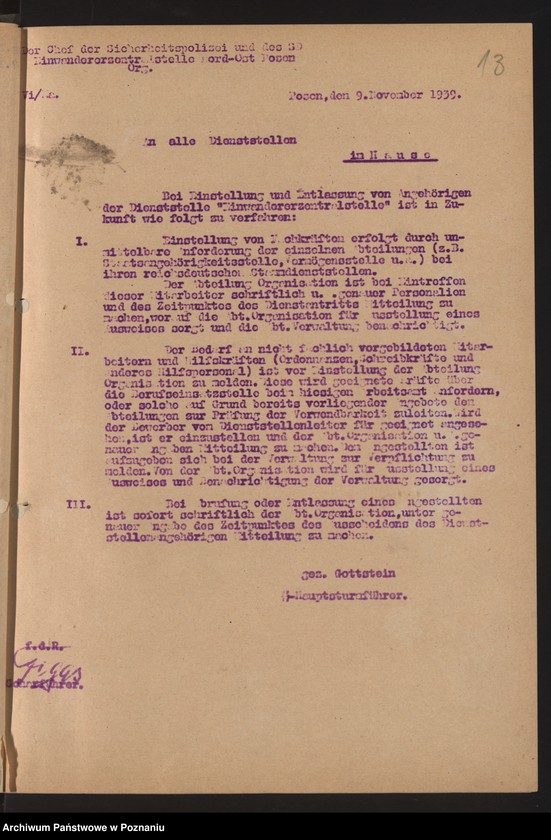 Der Chef der Sicherheitspolizei und des SD
Einwandererzentralstelle Nord-Ost Posen
Org.
13
Posen, den 9.November 1939.
An alle Dienststellen
im H a u s e
Bei Einstellung und Entlassung von Angehörigen
der Dienststelle "Einwandererzentralstelle" ist in Zu-
kunft wie folgt zu verfahren:
I. Einstellung von Fachkräften erfolgt durch un-
mittelbare Anforderung der einzelnen Abteilungen (z.B.
Staatsangehörigkeitsstelle,Vermögensstelle u.a.) bei
ihren reichsdeutschen Stammdienststellen.
Der Abteilung Organisation ist bei Eintreffen
dieser Mitarbeiter schriftlich u. genauer Personalien
und des Zeitpunktes des Dienstantritts Mitteilung zu
machen,worauf die Abt.Organisation für Ausstellung eines
Ausweises sorgt und die Abt.Verwaltung benachrichtigt.
II. Der Bedarf an nicht fachlich vorgebildeten Mitar-
beitern und Hilfskräften (Ordonnanzen,Schreibkräfte und
anderes Hilfspersonal) ist vor Einstellung der Abteilung
Organisation zu melden.Diese wird geeignete Kräfte über
die Berufseinsatzstelle beim hiesigen Arbeitsamt anfordern,
oder solche auf Grund bereits vorliegender Angebote den
Abteilungen zur Prüfung der Verwendbarkeit zuleiten.Wird
der Bewerber von Dienststellenleiter für geeignet angese-
hen,ist er einzustellen und der Abt.Organisation u. ge-
nauer Angaben Mitteilung zu machen. Dem Angestellten ist
aufzugeben sich bei der Verwaltung zur Verpflichtung zu
melden.Von der Abt.Organisation wird für Ausstellung eines
Ausweises und Benachrichtigung der Verwaltung gesorgt.
III. Bei Abrufung oder Entlassung eines Angestellten
ist sofort schriftlich der Abt.Organisation,unter ge-
nauer Angabe des Zeitpunktes des Ausscheidens des Dienst-
stellenangehörigen Mitteilung zu machen.
gez. Gottstein
SS-Hauptsturmführer.
f.d.R.
Scharführer.
Archiwum Państwowe w Poznaniu